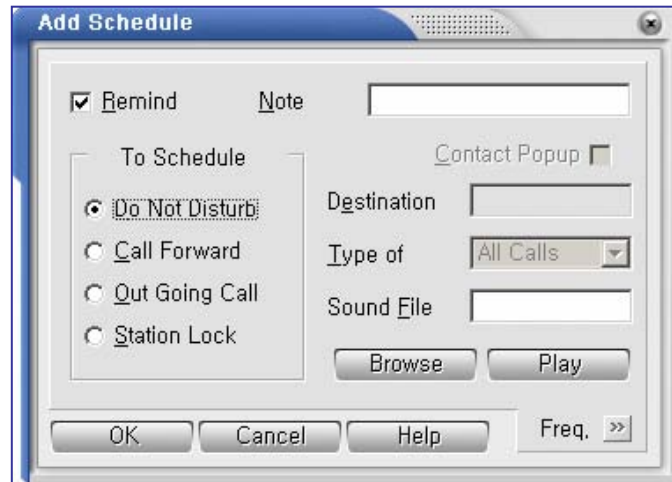 Add Schedule
Remind
Note
To Schedule
Do Not Disturb
Call Forward
Out Going Call
Station Lock
Contact Popup
Destination
Type of
All Calls
Sound File
Browse
Play
OK
Cancel
Help
Freq.
>>